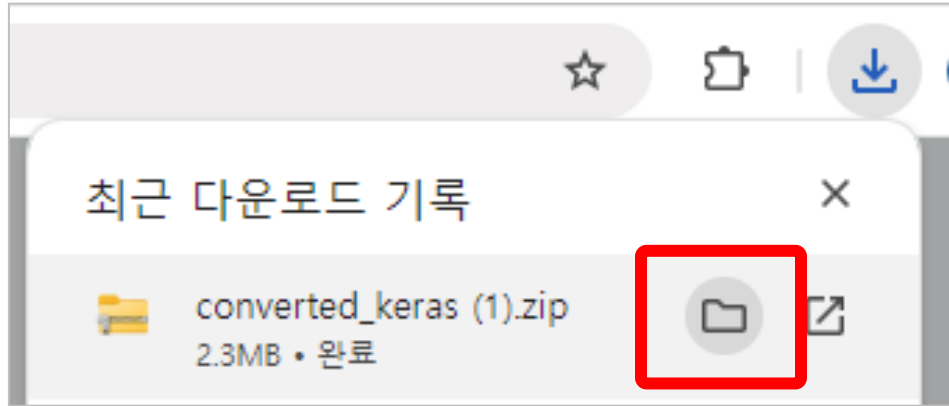 최근 다운로드 기록
converted_keras (1).zip
2.3MB • 완료